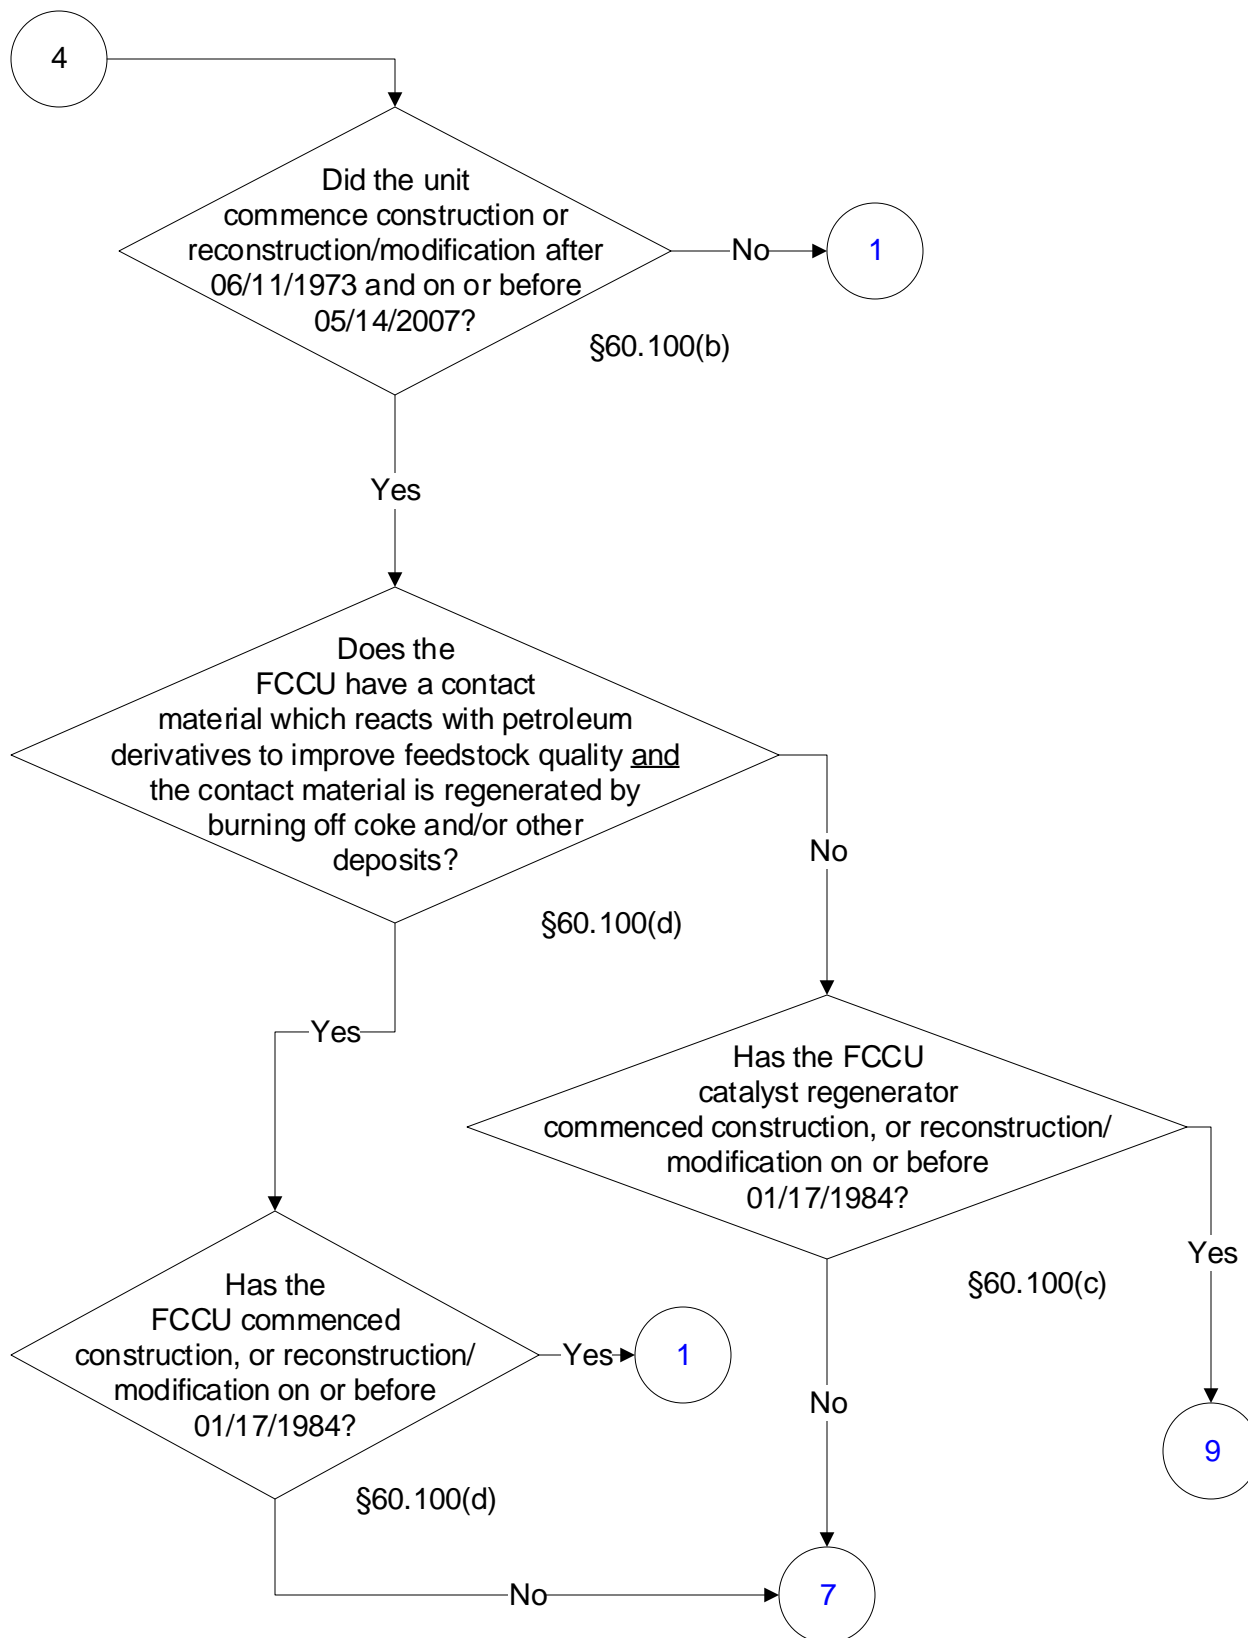 4
Did the unit
commence construction or
reconstruction/modification after
06/11/1973 and on or before
05/14/2007?
No
1
§60.100(b)
Yes
Does the
FCCU have a contact
material which reacts with petroleum
derivatives to improve feedstock quality and
the contact material is regenerated by
burning off coke and/or other
deposits?
No
§60.100(d)
Yes
Has the FCCU
catalyst regenerator
commenced construction, or reconstruction/
modification on or before
01/17/1984?
Yes
§60.100(c)
Has the
FCCU commenced
construction, or reconstruction/
modification on or before
01/17/1984?
Yes
1
No
9
§60.100(d)
No
7